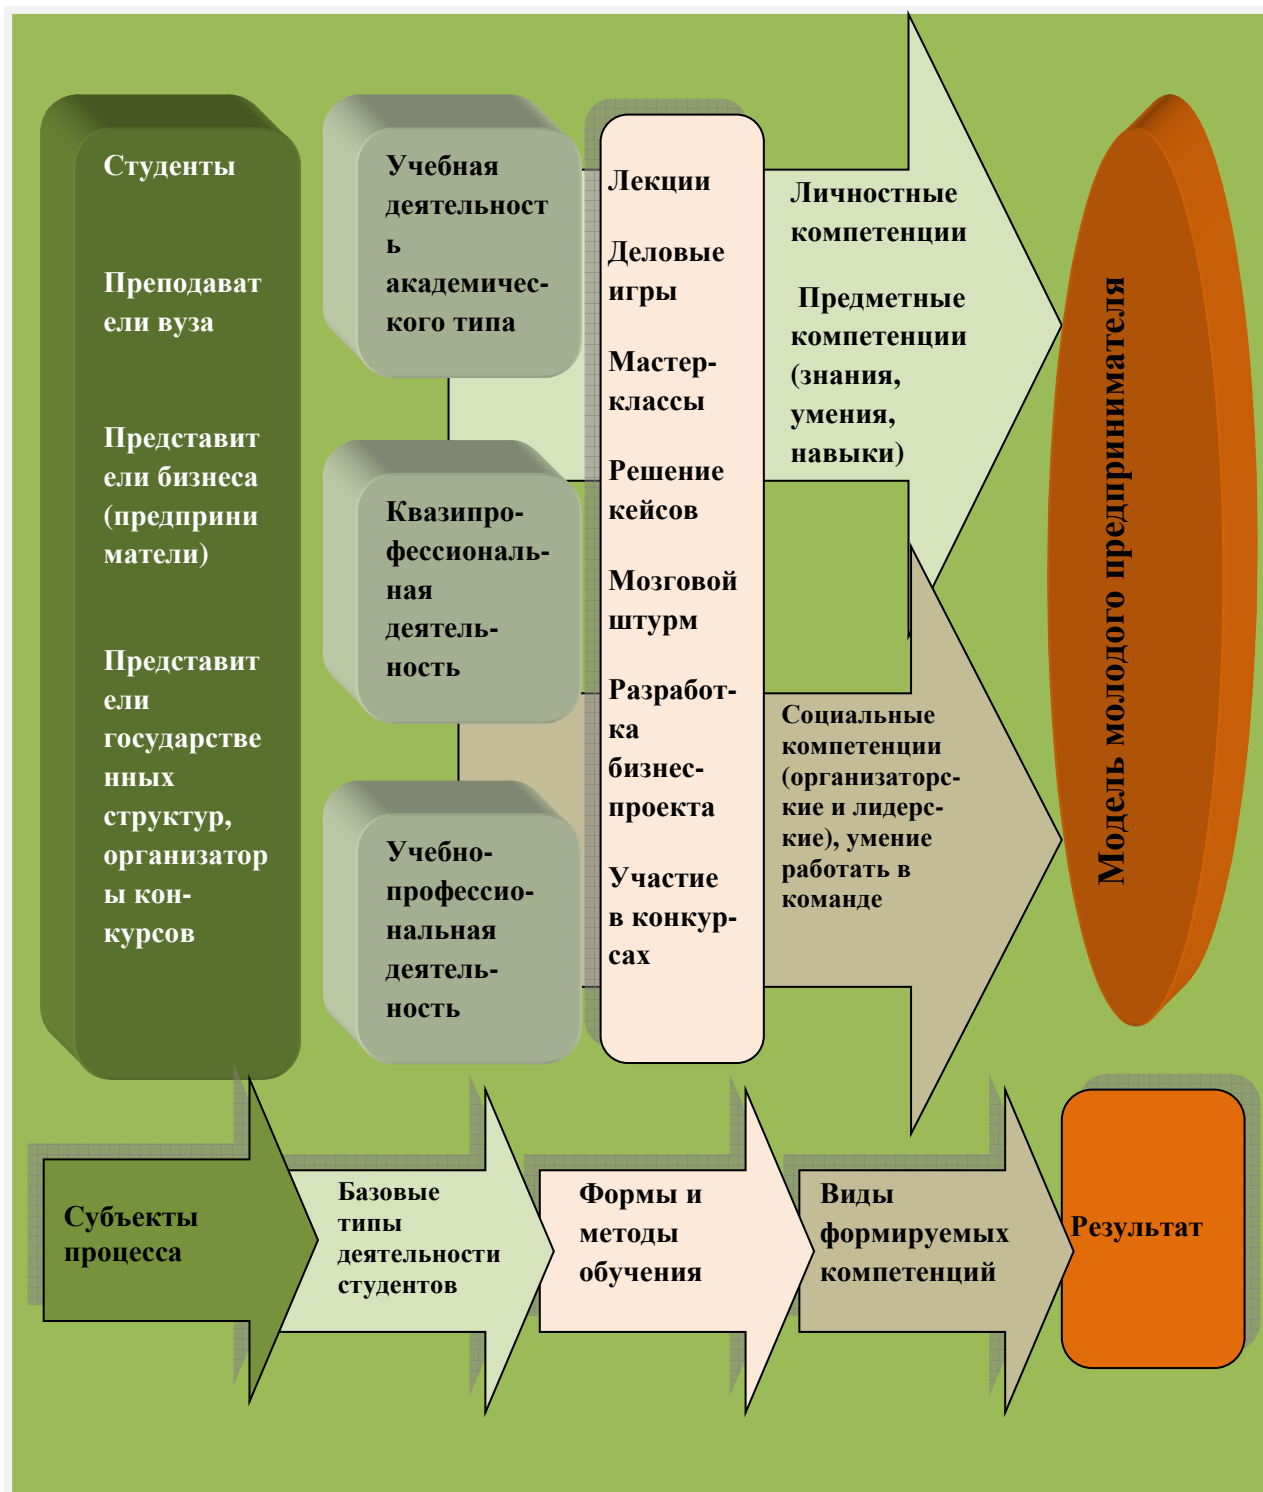 Студенты
Преподават
ели вуза
Представит
ели бизнеса
(предприни
матели)
Представит
ели
государстве
нных
структур,
организатор
ы кон-
курсов
Учебная
деятельност
ь
академичес-
кого типа
Квазипро-
фессиональ-
ная
деятель-
ность
Учебно-
профессио-
нальная
деятель-
ность
Лекции
Деловые
игры
Мастер-
классы
Решение
кейсов
Мозговой
штурм
Разработ-
ка
бизнес-
проекта
Участие
в конкур-
сах
Личностные
компетенции
Предметные
компетенции
(знания,
умения,
навыки)
Социальные
компетенции
(организаторс-
кие и лидерс-
кие), умение
работать в
команде
Модель молодого предпринимателя
Субъекты
процесса
Базовые
типы
деятельности
студентов
Формы и
методы
обучения
Виды
формируемых
компетенций
Результат